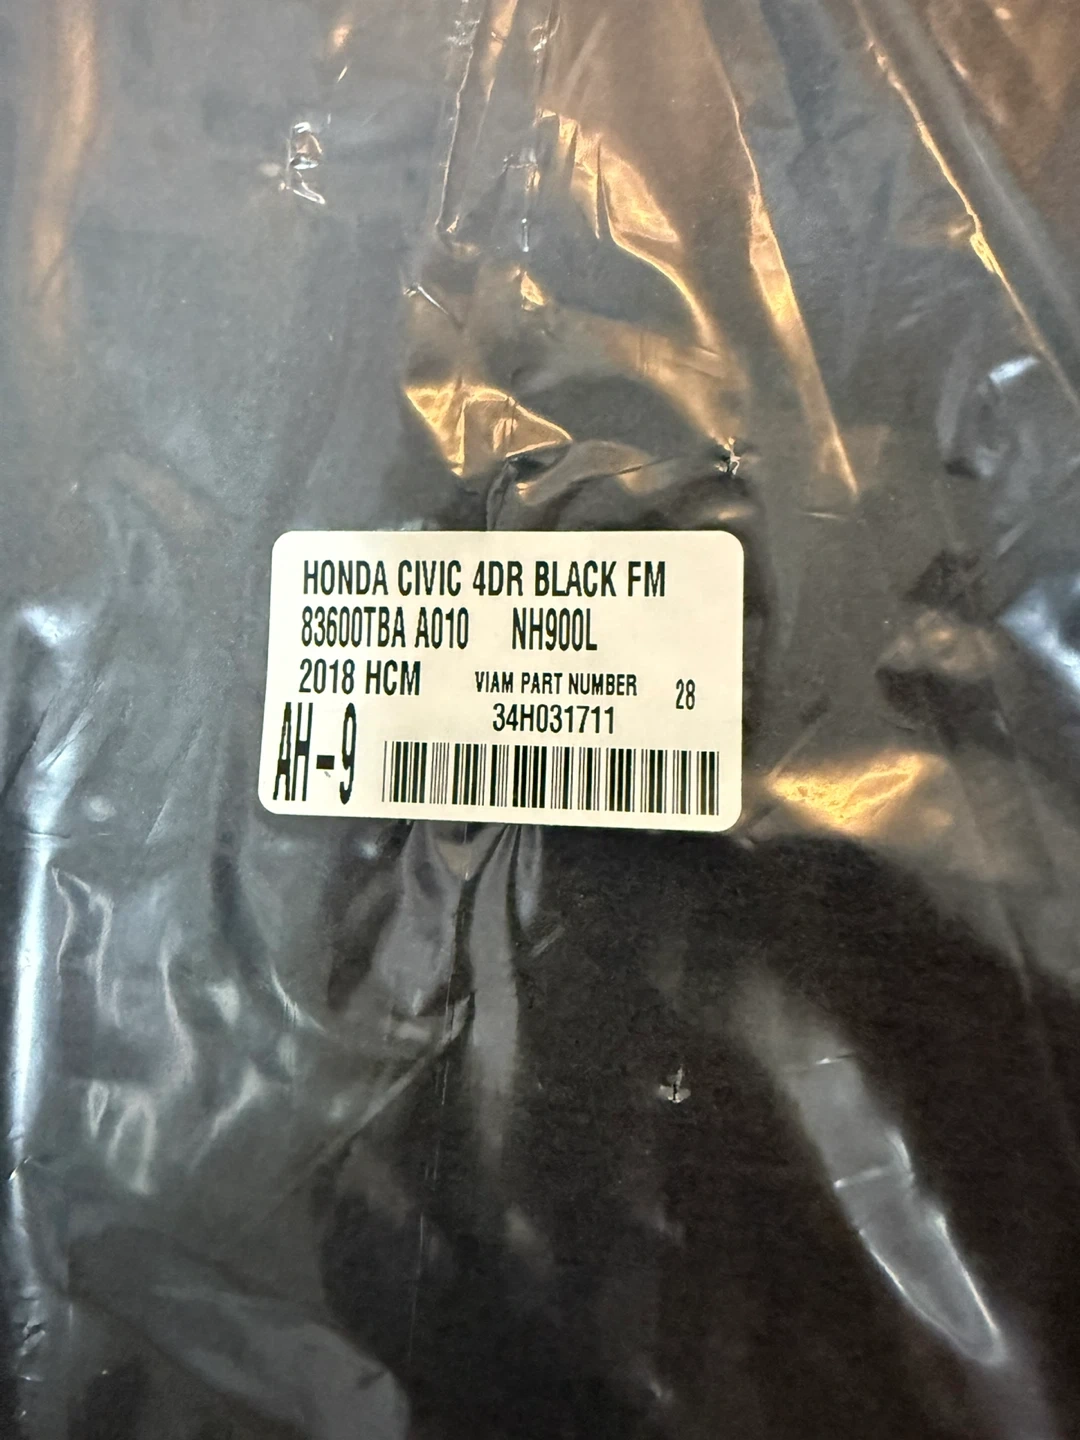 HONDA CIVIC 4DR BLACK FM
83600TBA A010 NH900L
2018 HCM VIAM PART NUMBER 28
34H031711
AH-9